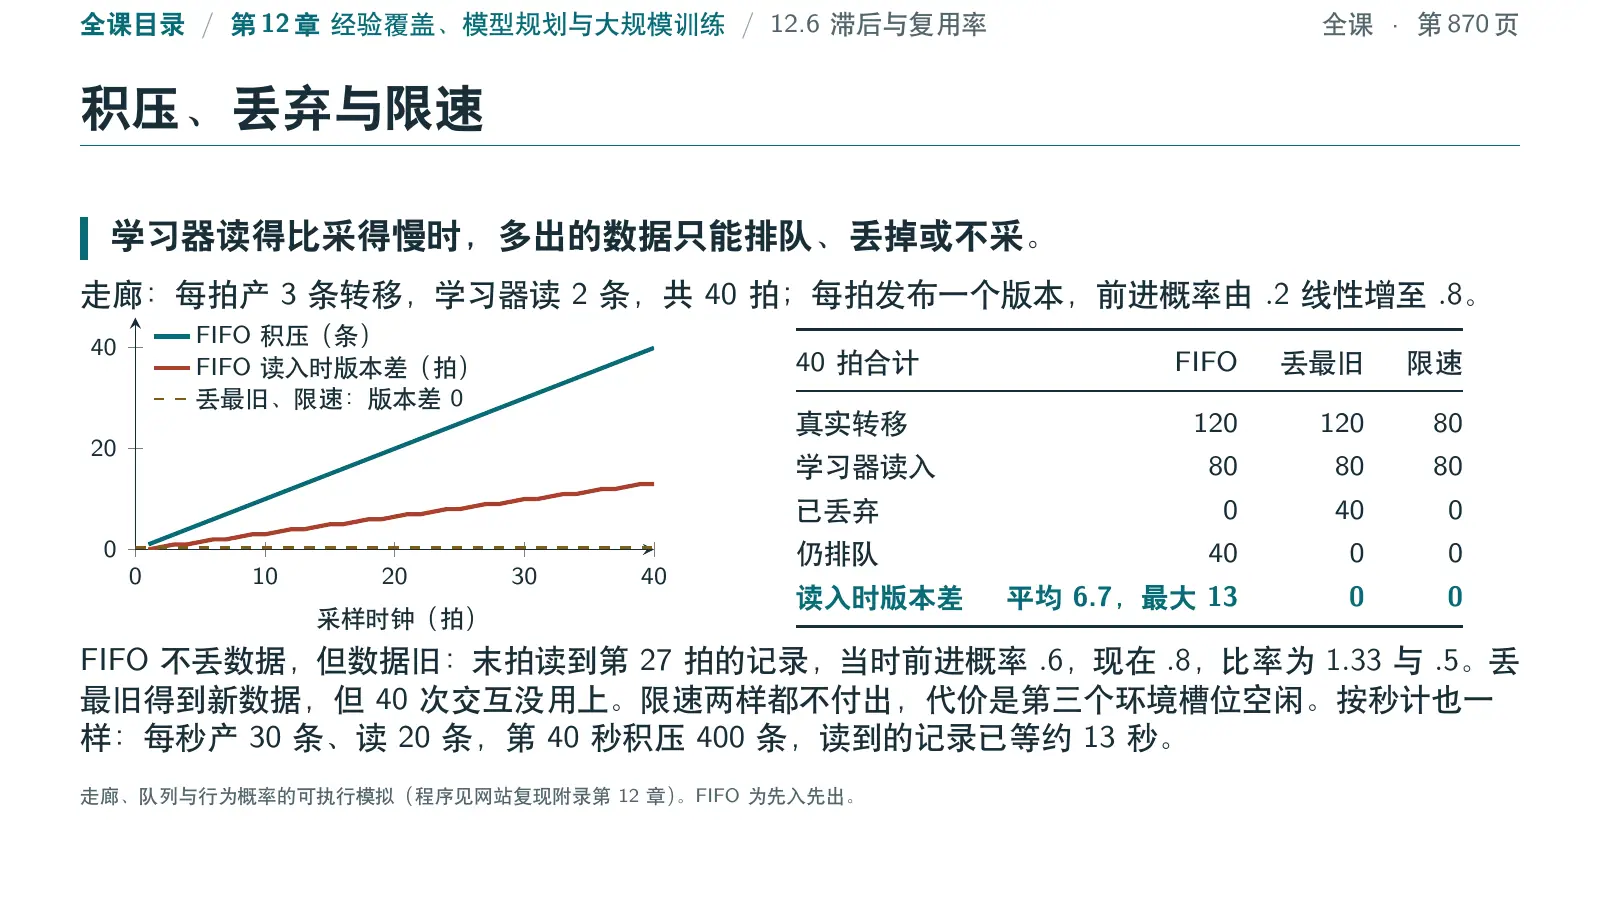 全课目录 / 第 12 章 经验覆盖、模型规划与大规模训练 / 12.6 滞后与复用率
全课 · 第 870 页
积压、丢弃与限速
学习器读得比采得慢时，多出的数据只能排队、丢掉或不采。
走廊：每拍产 3 条转移，学习器读 2 条，共 40 拍；每拍发布一个版本，前进概率由 .2 线性增至 .8。
FIFO 积压（条）
FIFO 读入时版本差（拍）
丢最旧、限速：版本差 0
40
20
0
0 10 20 30 40
采样时钟（拍）
40 拍合计 FIFO 丢最旧 限速
真实转移 120 120 80
学习器读入 80 80 80
已丢弃 0 40 0
仍排队 40 0 0
读入时版本差 平均 6.7，最大 13 0 0
FIFO 不丢数据，但数据旧：末拍读到第 27 拍的记录，当时前进概率 .6，现在 .8，比率为 1.33 与 .5。丢
最旧得到新数据，但 40 次交互没用上。限速两样都不付出，代价是第三个环境槽位空闲。按秒计也一
样：每秒产 30 条、读 20 条，第 40 秒积压 400 条，读到的记录已等约 13 秒。
走廊、队列与行为概率的可执行模拟（程序见网站复现附录第 12 章）。FIFO 为先入先出。